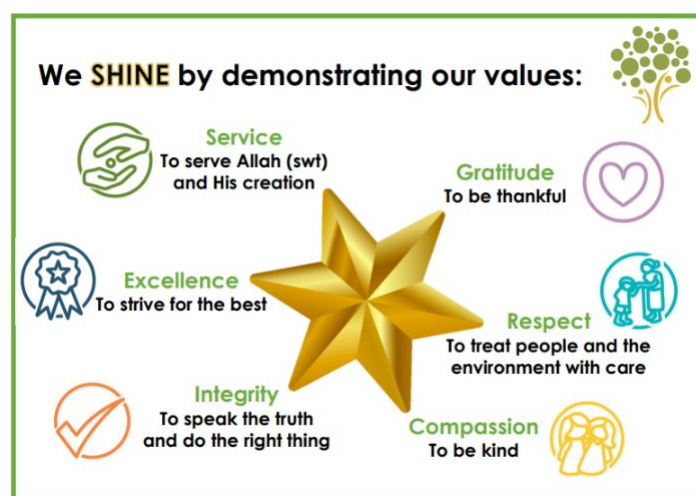 We SHINE by demonstrating our values:
Service
To serve Allah (swt)
and His creation
Gratitude
To be thankful
Excellence
To strive for the best
Respect
To treat people and the
environment with care
Integrity
To speak the truth
and do the right thing
Compassion
To be kind